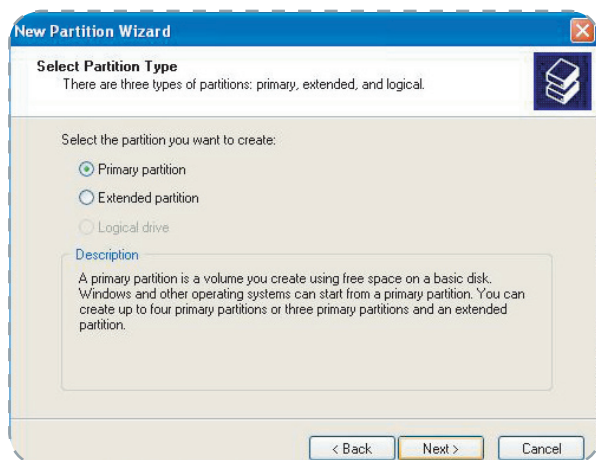 New Partition Wizard
Select Partition Type
There are three types of partitions: primary, extended, and logical.
Select the partition you want to create:
Primary partition
Extended partition
Logical drive
Description
A primary partition is a volume you create using free space on a basic disk.
Windows and other operating systems can start from a primary partition. You can
create up to four primary partitions or three primary partitions and an extended
partition.
< Back Next > Cancel